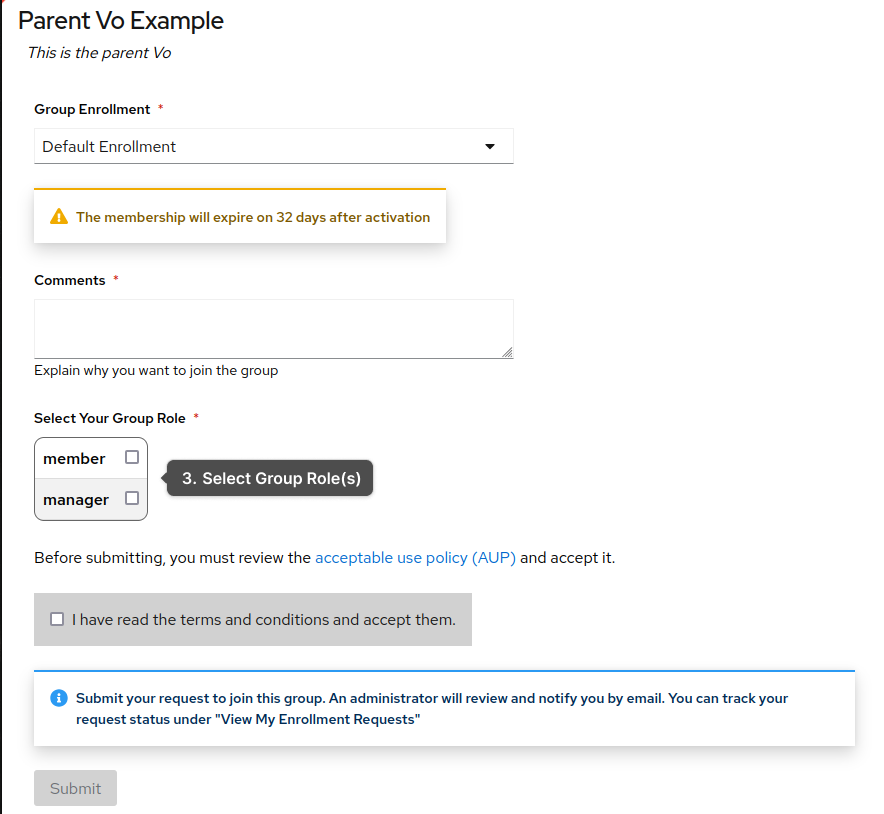 Parent Vo Example
This is the parent Vo
Group Enrollment *
Default Enrollment
The membership will expire on 32 days after activation
Comments *
Explain why you want to join the group
Select Your Group Role *
member
3. Select Group Role(s)
manager
Before submitting, you must review the acceptable use policy (AUP) and accept it.
I have read the terms and conditions and accept them.
Submit your request to join this group. An administrator will review and notify you by email. You can track your
request status under "View My Enrollment Requests"
Submit